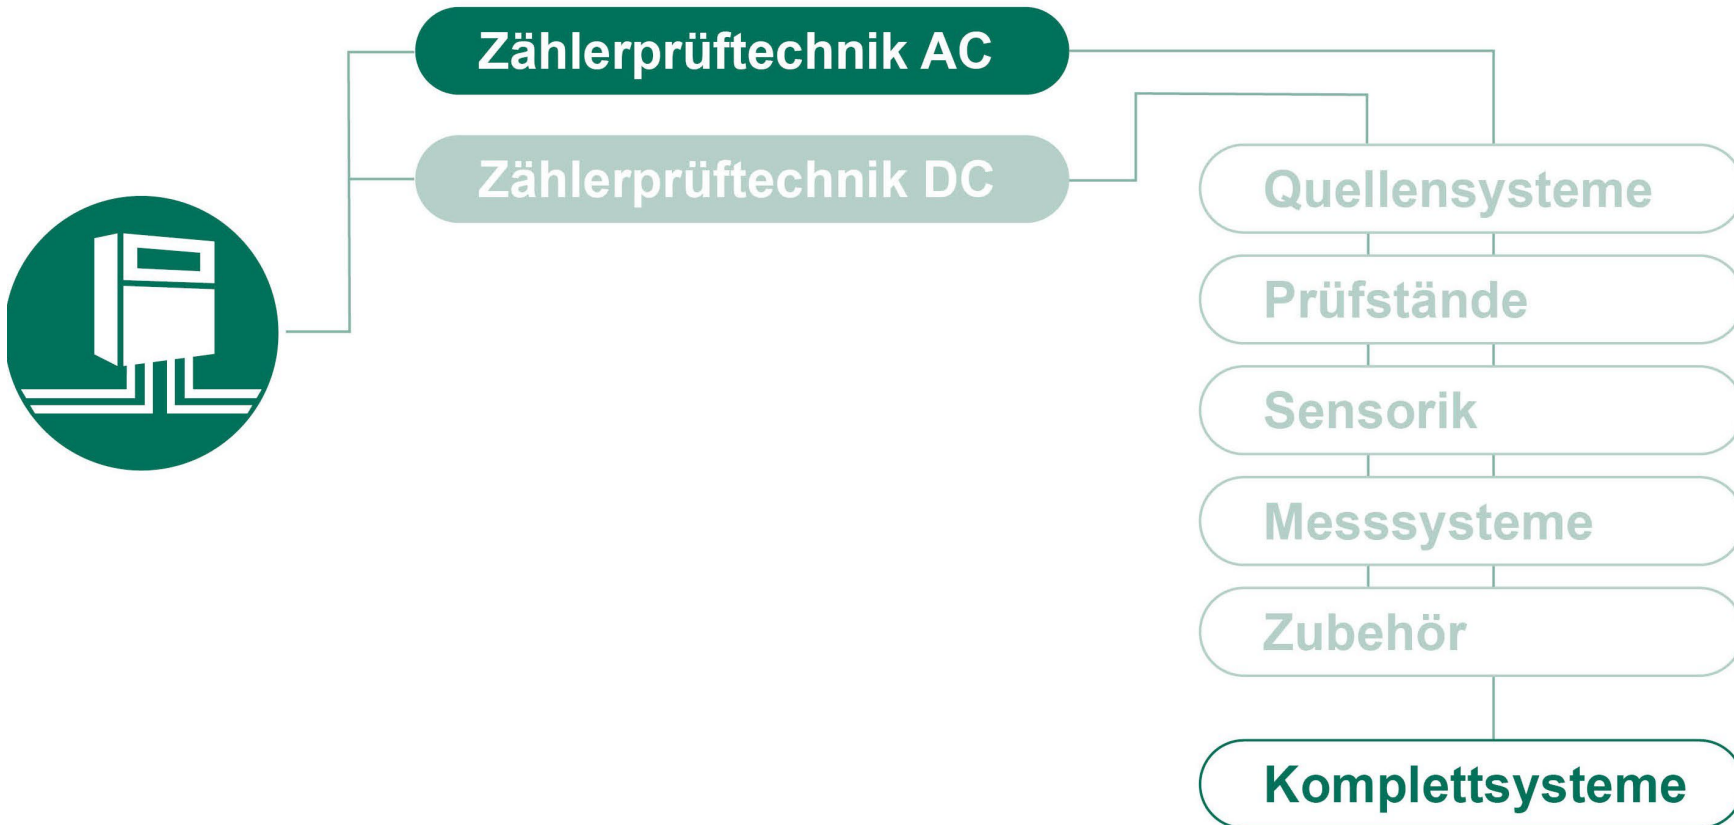 Zählerprüftechnik AC
Zählerprüftechnik DC
Quellensysteme
Prüfstände
Sensorik
Messsysteme
Zubehör
Komplettsysteme